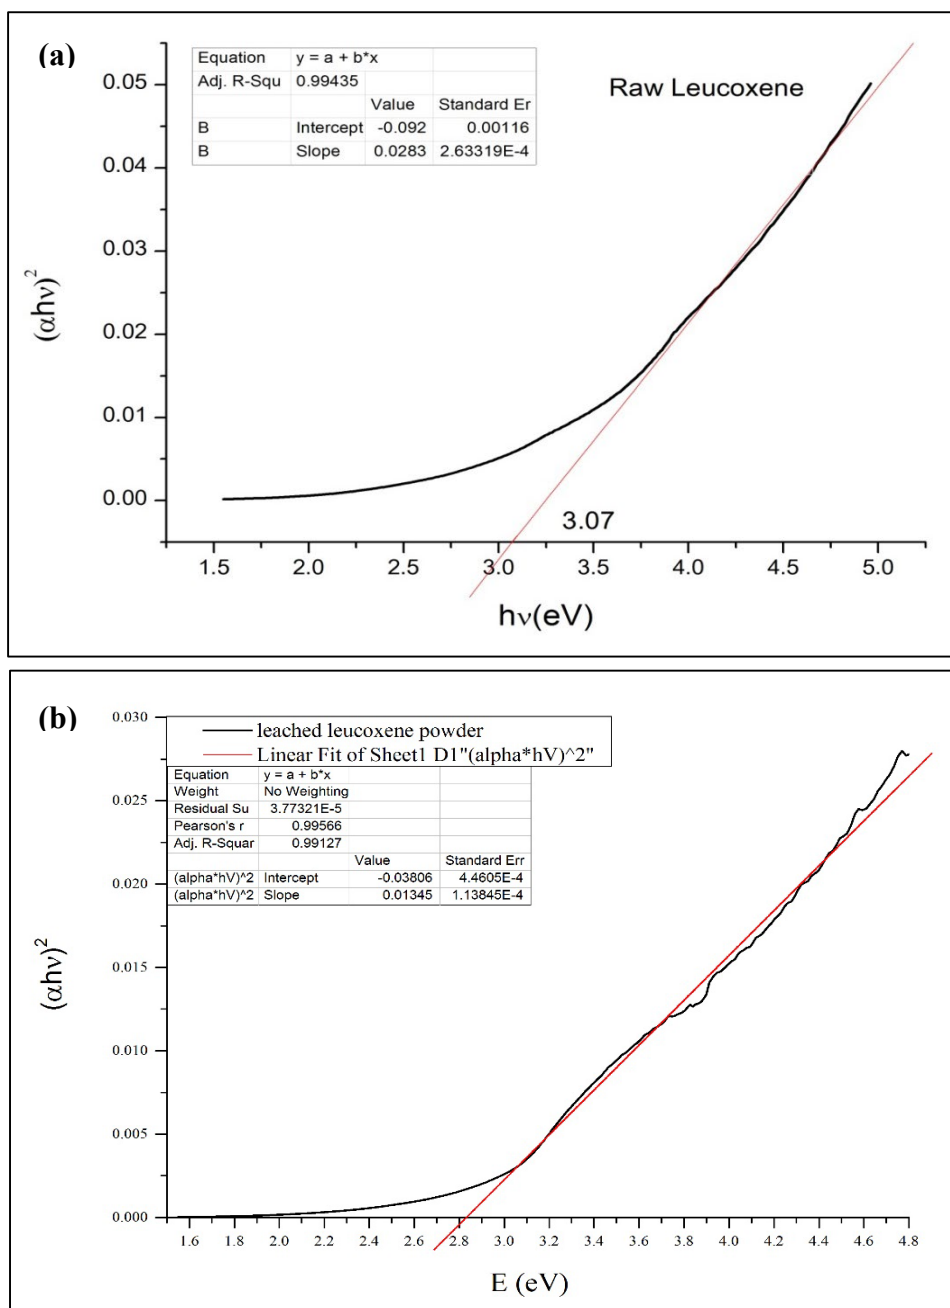 (a)
Equation y = a + b*x
Adj. R-Squ 0.99435
Value Standard Er
B Intercept -0.092 0.00116
B Slope 0.0283 2.63319E-4
Raw Leucoxene
0.05
0.04
0.03
0.02
0.01
0.00
(αhν)²
3.07
1.5 2.0 2.5 3.0 3.5 4.0 4.5 5.0
hν(eV)
(b)
leached leucoxene powder
Linear Fit of Sheet1 D1"(alpha*hV)^2"
Equation y = a + b*x
Weight No Weighting
Residual Su 3.77321E-5
Pearson's r 0.99566
Adj. R-Squar 0.99127
Value Standard Err
(alpha*hV)^2 Intercept -0.03806 4.4605E-4
(alpha*hV)^2 Slope 0.01345 1.13845E-4
0.030
0.025
0.020
0.015
0.010
0.005
0.000
(αhν)²
1.6 1.8 2.0 2.2 2.4 2.6 2.8 3.0 3.2 3.4 3.6 3.8 4.0 4.2 4.4 4.6 4.8
E (eV)